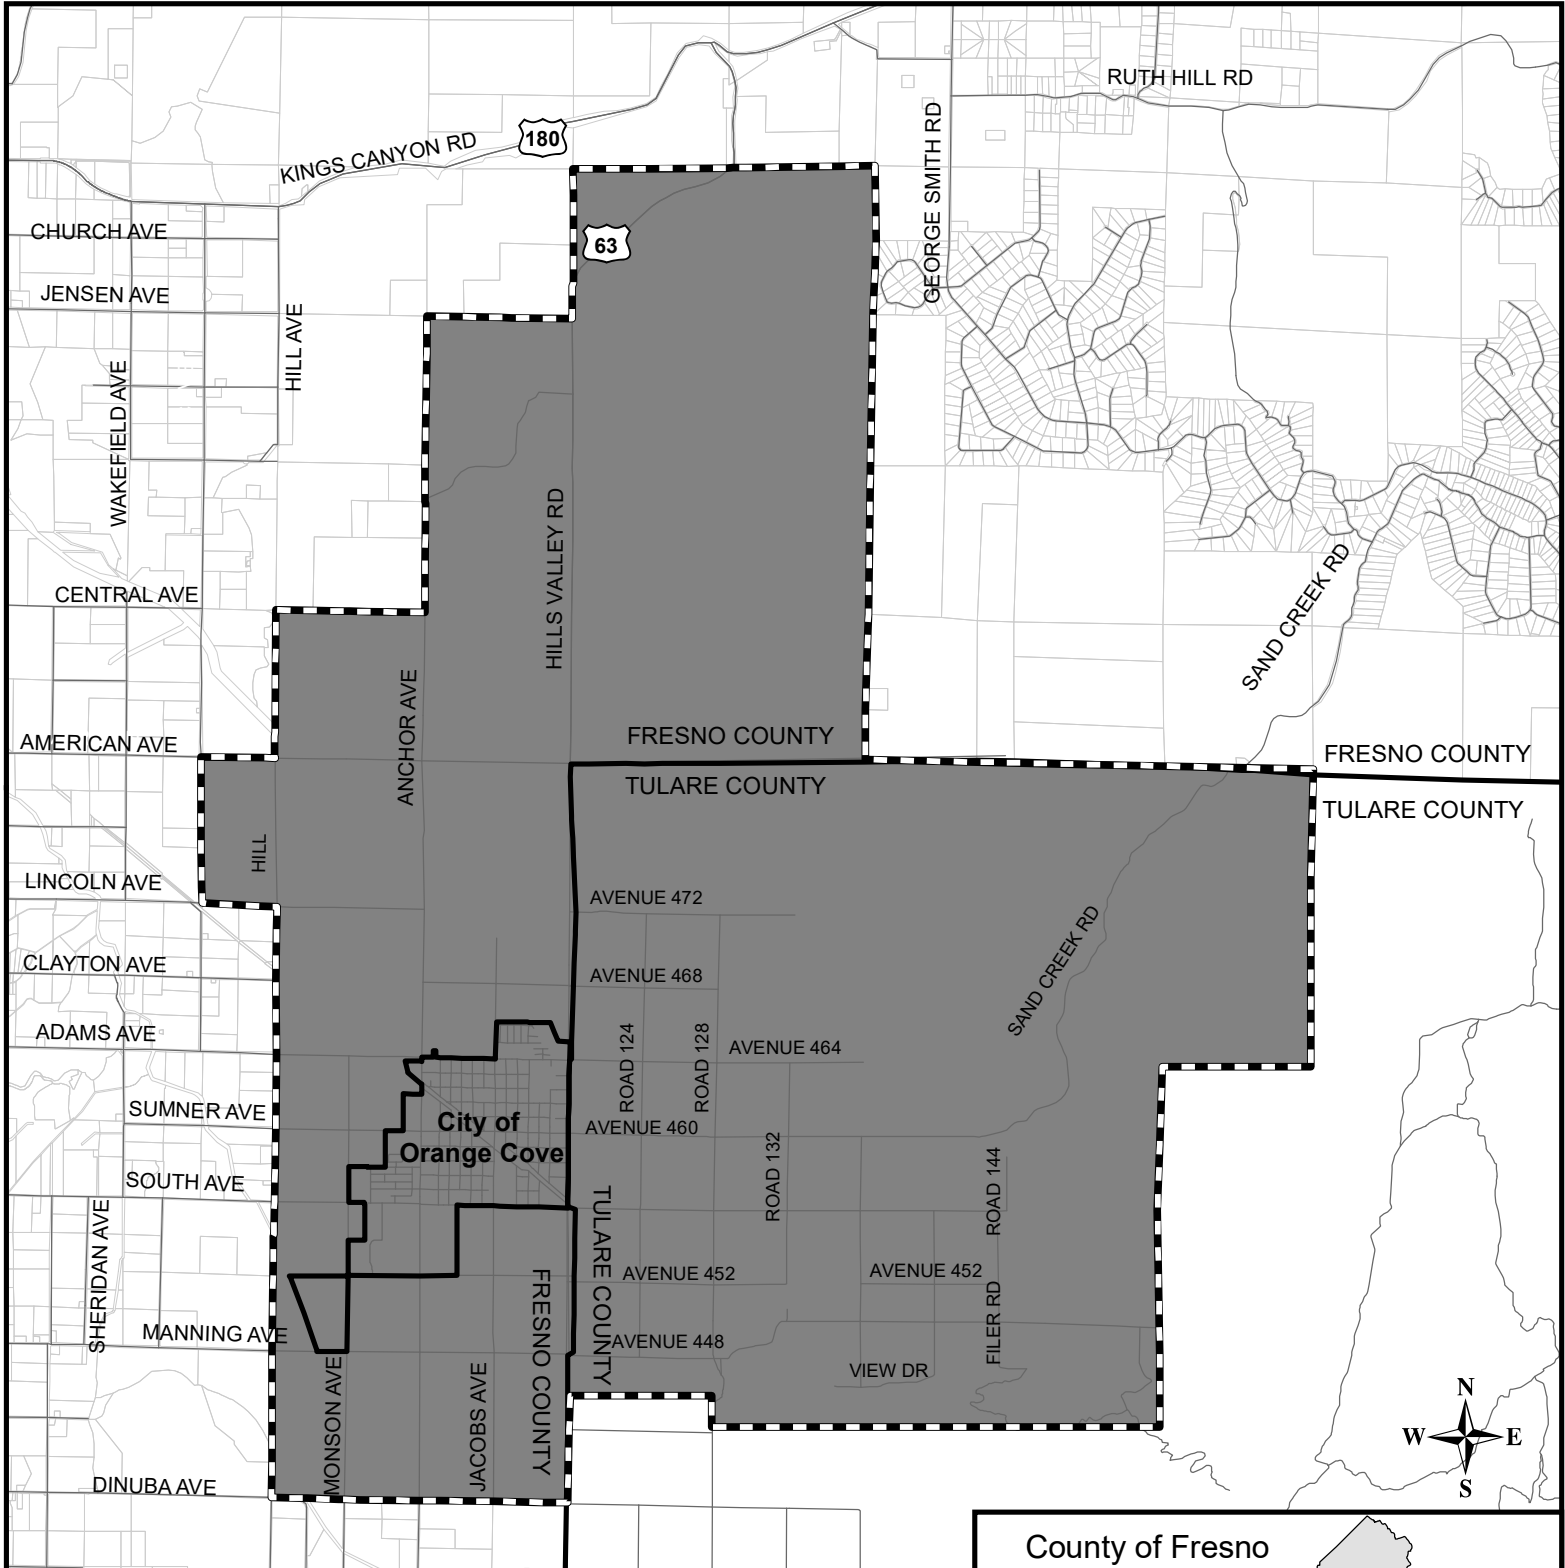 RUTH HILL RD
KINGS CANYON RD
180
GEORGE SMITH RD
CHURCH AVE
63
JENSEN AVE
HILL AVE
WAKEFIELD AVE
HILLS VALLEY RD
CENTRAL AVE
SAND CREEK RD
ANCHOR AVE
AMERICAN AVE
FRESNO COUNTY
FRESNO COUNTY
TULARE COUNTY
TULARE COUNTY
HILL
LINCOLN AVE
AVENUE 472
CLAYTON AVE
AVENUE 468
SAND CREEK RD
ADAMS AVE
ROAD 124
ROAD 128
AVENUE 464
SUMNER AVE
City of
Orange Cove
AVENUE 460
ROAD 132
ROAD 144
SOUTH AVE
SHERIDAN AVE
TULARE COUNTY
FRESNO COUNTY
AVENUE 452
AVENUE 452
FILER RD
MANNING AVE
AVENUE 448
VIEW DR
MONSON AVE
JACOBS AVE
DINUBA AVE
N
W
E
S
County of Fresno